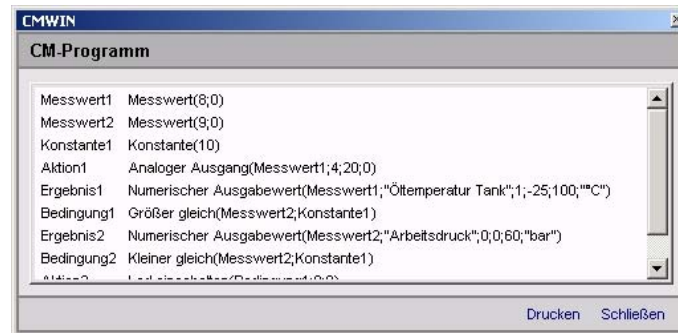 CMWIN
CM-Programm
Messwert1 Messwert(8;0)
Messwert2 Messwert(9;0)
Konstante1 Konstante(10)
Aktion1 Analoger Ausgang(Messwert1;4;20;0)
Ergebnis1 Numerischer Ausgabewert(Messwert1;"Öltemperatur Tank";1;-25;100;"°C")
Bedingung1 Größer gleich(Messwert2;Konstante1)
Ergebnis2 Numerischer Ausgabewert(Messwert2;"Arbeitsdruck";0;0;60;"bar")
Bedingung2 Kleiner gleich(Messwert2;Konstante1)
Drucken Schließen